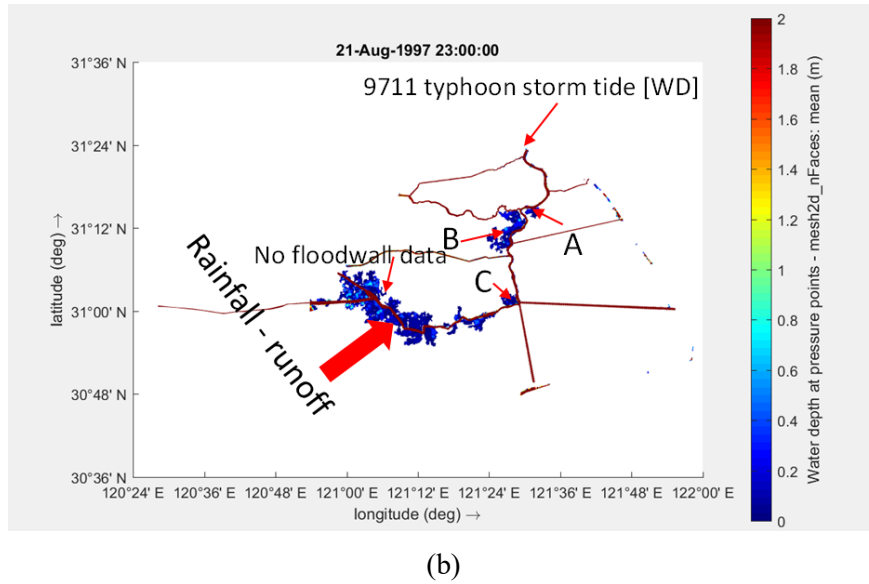 21-Aug-1997 23:00:00
31°36' N
31°24' N
31°12' N
31°00' N
30°48' N
30°36' N
latitude (deg) →
9711 typhoon storm tide [WD]
B
A
No floodwall data
C
Rainfall - runoff
120°24' E 120°36' E 120°48' E 121°00' E 121°12' E 121°24' E 121°36' E 121°48' E 122°00' E
longitude (deg) →
2
1.8
1.6
1.4
1.2
1
0.8
0.6
0.4
0.2
0
Water depth at pressure points - mesh2d_nFaces: mean (m)
(b)